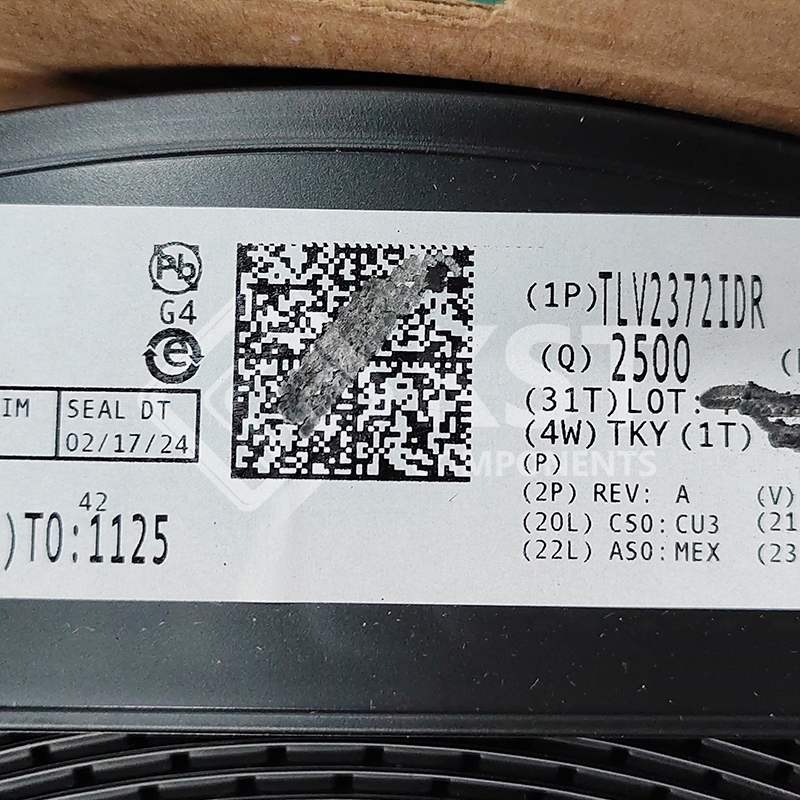 Pb
G4
e
IM
SEAL DT
02/17/24
42
)TO:1125
(1P)TLV2372IDR
(Q) 2500
(31T)LOT:
(4W) TKY (1T)
(P)
(2P) REV: A (V)
(20L) CSO:CU3 (21
(22L) ASO:MEX (23